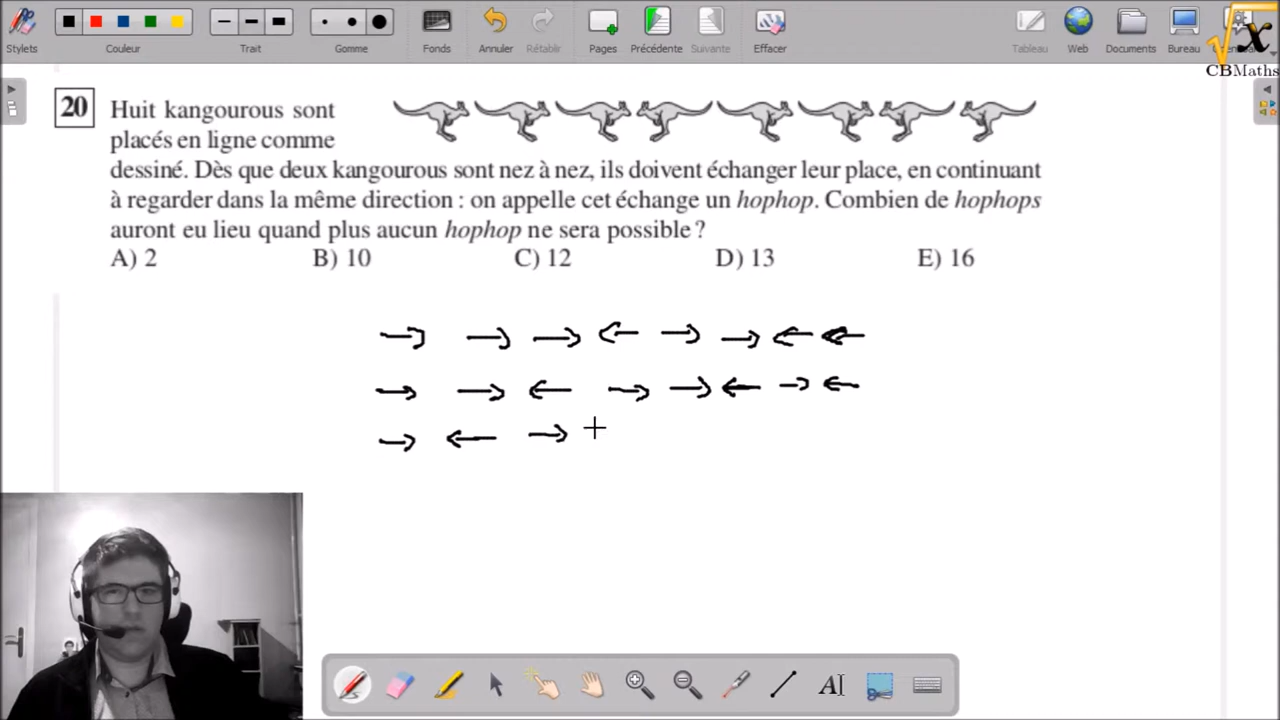 Stylets Couleur Trait Gomme Fonds Annuler Rétablir Pages Précédente Suivante Effacer Tableau Web Documents Bureau
√x
CBMaths
20 Huit kangourous sont
placés en ligne comme
dessiné. Dès que deux kangourous sont nez à nez, ils doivent échanger leur place, en continuant
à regarder dans la même direction : on appelle cet échange un hophop. Combien de hophops
auront eu lieu quand plus aucun hophop ne sera possible ?
A) 2 B) 10 C) 12 D) 13 E) 16
AI